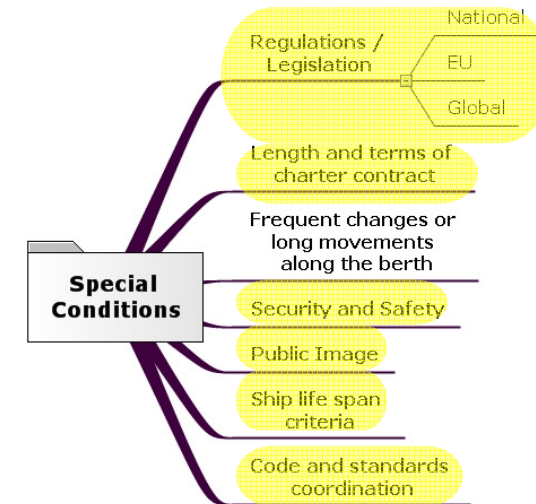 National
Regulations /
Legislation
EU
Global
Length and terms of
charter contract
Frequent changes or
long movements
along the berth
Special
Conditions
Security and Safety
Public Image
Ship life span
criteria
Code and standards
coordination